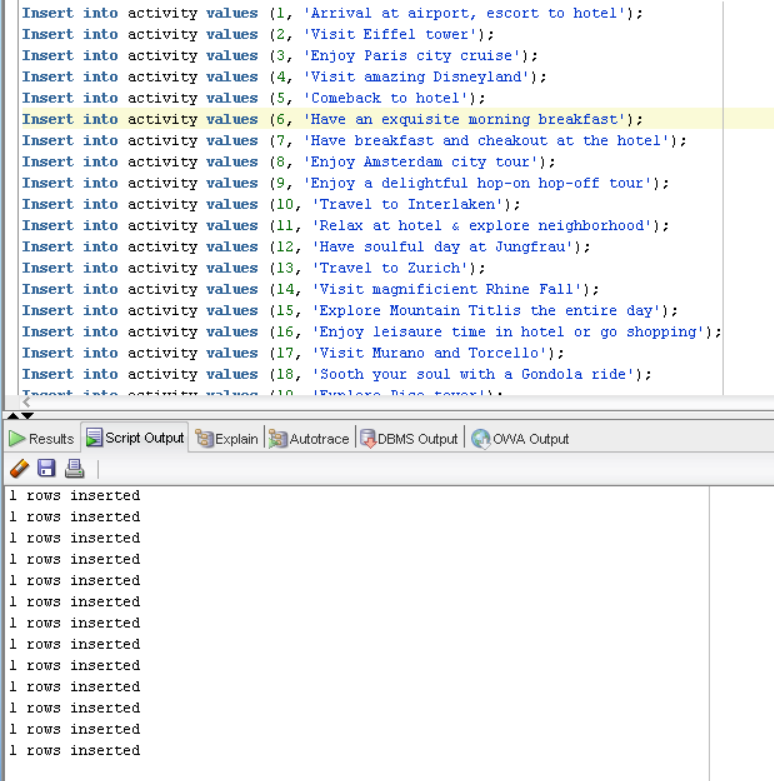 Insert into activity values (1, 'Arrival at airport, escort to hotel');
Insert into activity values (2, 'Visit Eiffel tower');
Insert into activity values (3, 'Enjoy Paris city cruise');
Insert into activity values (4, 'Visit amazing Disneyland');
Insert into activity values (5, 'Comeback to hotel');
Insert into activity values (6, 'Have an exquisite morning breakfast');
Insert into activity values (7, 'Have breakfast and cheakout at the hotel');
Insert into activity values (8, 'Enjoy Amsterdam city tour');
Insert into activity values (9, 'Enjoy a delightful hop-on hop-off tour');
Insert into activity values (10, 'Travel to Interlaken');
Insert into activity values (11, 'Relax at hotel & explore neighborhood');
Insert into activity values (12, 'Have soulful day at Jungfrau');
Insert into activity values (13, 'Travel to Zurich');
Insert into activity values (14, 'Visit magnificient Rhine Fall');
Insert into activity values (15, 'Explore Mountain Titlis the entire day');
Insert into activity values (16, 'Enjoy leisaure time in hotel or go shopping');
Insert into activity values (17, 'Visit Murano and Torcello');
Insert into activity values (18, 'Sooth your soul with a Gondola ride');
Insert into activity values (19, 'Explore Pisa tower');
Results Script Output Explain Autotrace DBMS Output OWA Output
1 rows inserted
1 rows inserted
1 rows inserted
1 rows inserted
1 rows inserted
1 rows inserted
1 rows inserted
1 rows inserted
1 rows inserted
1 rows inserted
1 rows inserted
1 rows inserted
1 rows inserted